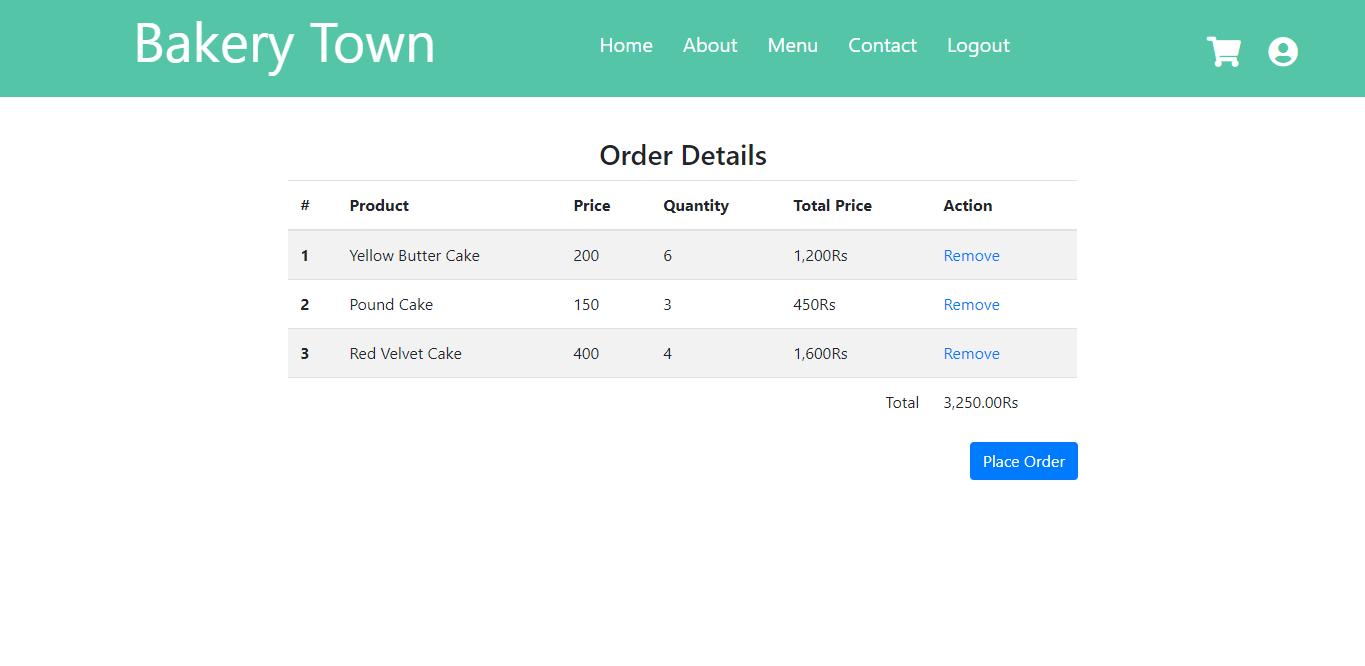 Bakery Town Home About Menu Contact Logout
Order Details
# Product Price Quantity Total Price Action
1 Yellow Butter Cake 200 6 1,200Rs Remove
2 Pound Cake 150 3 450Rs Remove
3 Red Velvet Cake 400 4 1,600Rs Remove
Total 3,250.00Rs
Place Order